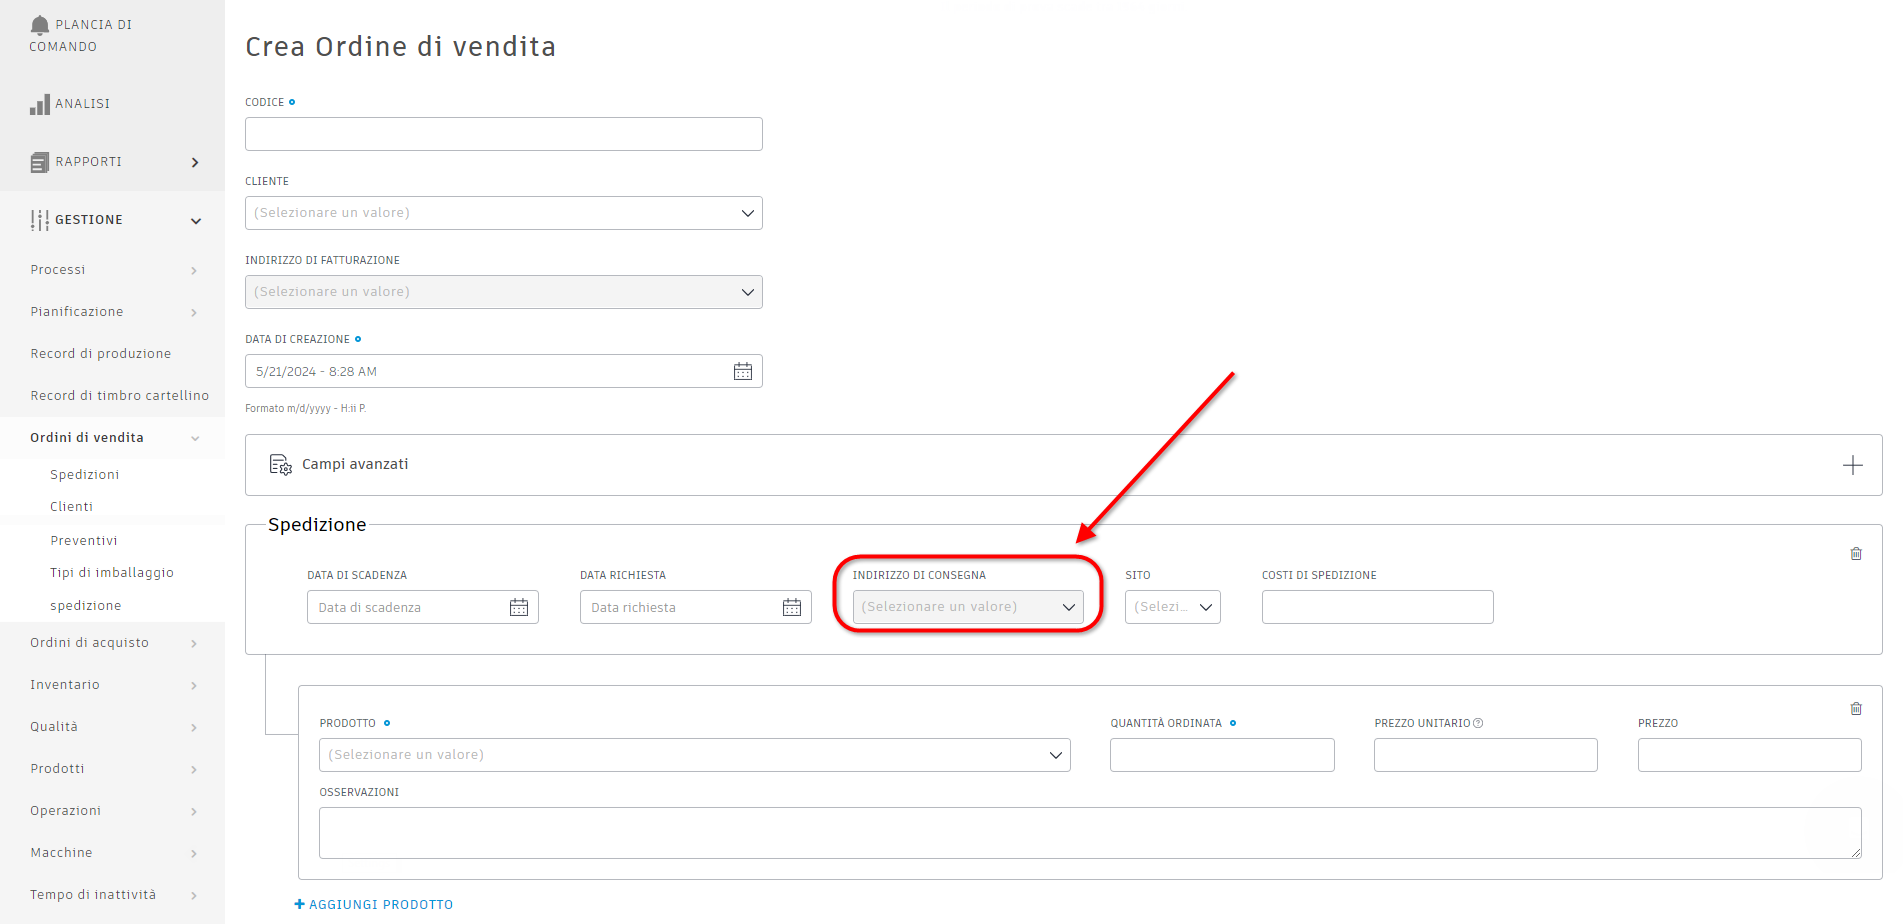 PLANCIA DI
COMANDO
ANALISI
RAPPORTI
GESTIONE
Processi
Pianificazione
Record di produzione
Record di timbro cartellino
Ordini di vendita
Spedizioni
Clienti
Preventivi
Tipi di imballaggio
spedizione
Ordini di acquisto
Inventario
Qualità
Prodotti
Operazioni
Macchine
Tempo di inattività
Crea Ordine di vendita
CODICE
CLIENTE
(Selezionare un valore)
INDIRIZZO DI FATTURAZIONE
(Selezionare un valore)
DATA DI CREAZIONE
5/21/2024 - 8:28 AM
Formato m/d/yyyy - H:ii P.
Campi avanzati
Spedizione
DATA DI SCADENZA DATA RICHIESTA INDIRIZZO DI CONSEGNA SITO COSTI DI SPEDIZIONE
Data di scadenza Data richiesta (Selezionare un valore) (Selezi...
PRODOTTO QUANTITÀ ORDINATA PREZZO UNITARIO PREZZO
(Selezionare un valore)
OSSERVAZIONI
+ AGGIUNGI PRODOTTO